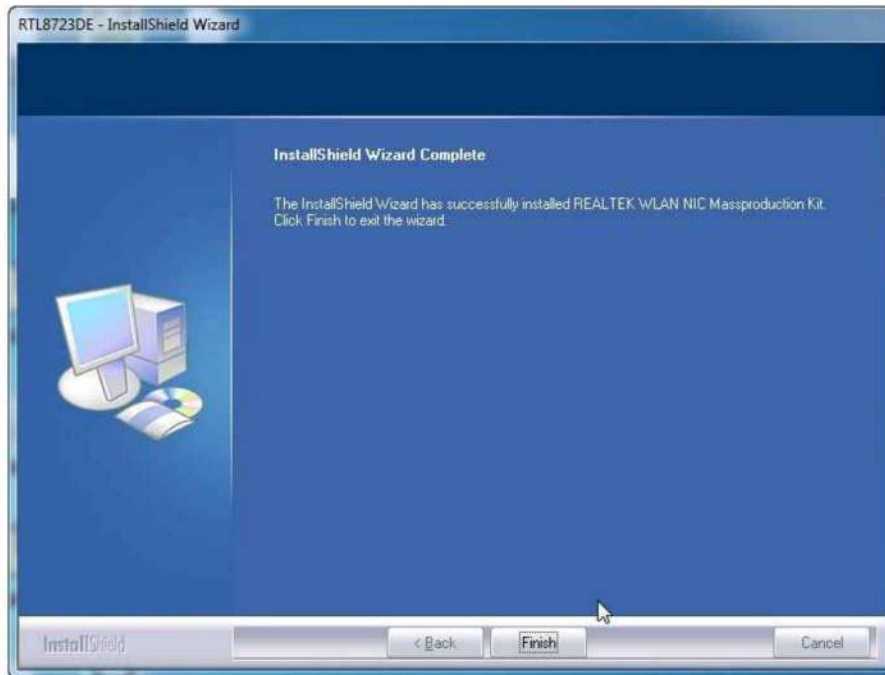 RTL8723DE - InstallShield Wizard
InstallShield Wizard Complete
The InstallShield Wizard has successfully installed REALTEK WLAN NIC Massproduction Kit.
Click Finish to exit the wizard.
InstallShield
< Back
Finish
Cancel